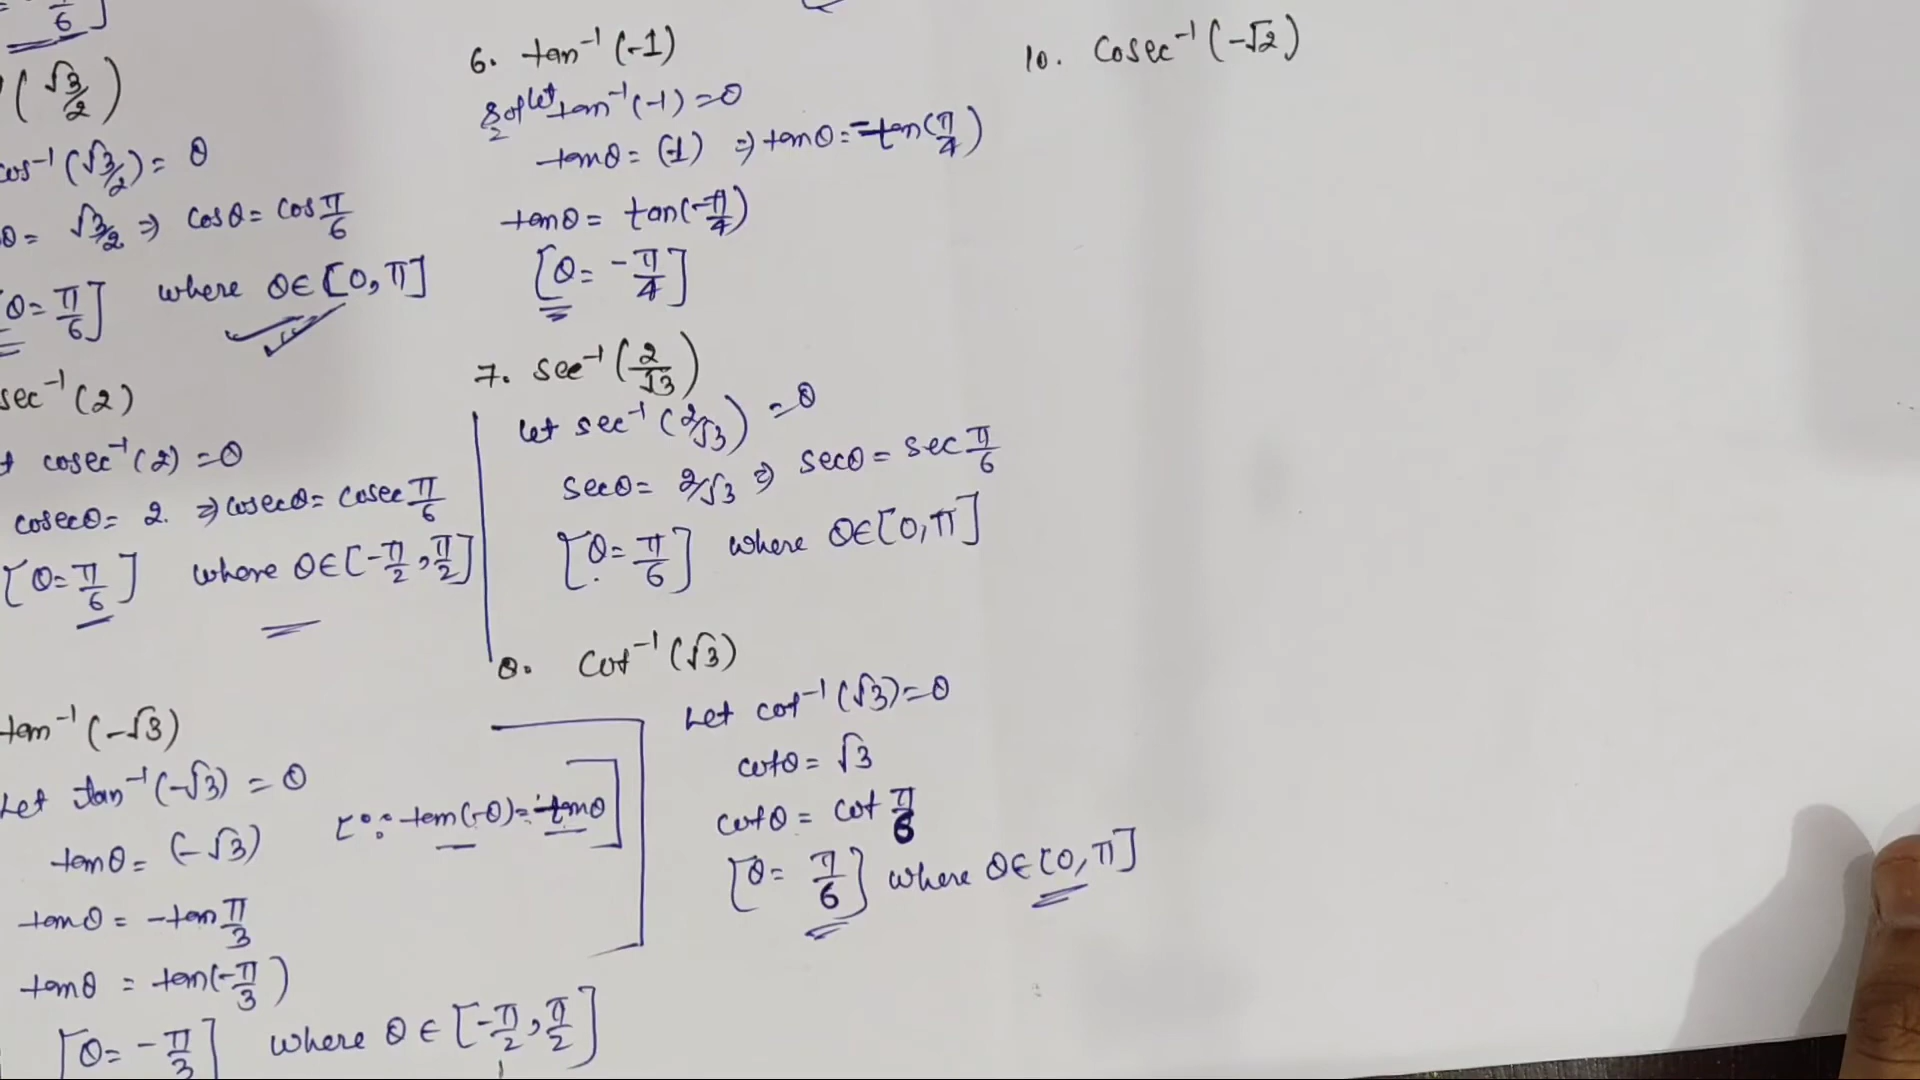 π/6]
(√3/2)
cos⁻¹(√3/2) = θ
θ = √3/2 ⇒ cosθ = cos π/6
θ = π/6] where θ∈[0, π]
sec⁻¹(2)
cosec⁻¹(2) = θ
cosecθ = 2. ⇒ cosecθ = cosec π/6
[θ = π/6] where θ∈[-π/2, π/2]
tan⁻¹(-√3)
Let tan⁻¹(-√3) = θ
tanθ = (-√3)
[∵ tan(-θ) = -tanθ]
tanθ = -tan π/3
tanθ = tan(-π/3)
[θ = -π/3] where θ ∈ [-π/2, π/2]
6. tan⁻¹(-1)
Sol let tan⁻¹(-1) = θ
tanθ = (-1) ⇒ tanθ = -tan(π/4)
tanθ = tan(-π/4)
[θ = -π/4]
7. sec⁻¹(2/√3)
Let sec⁻¹(2/√3) = θ
secθ = 2/√3 ⇒ secθ = sec π/6
[θ = π/6] where θ∈[0, π]
8. cot⁻¹(√3)
Let cot⁻¹(√3) = θ
cotθ = √3
cotθ = cot π/6
[θ = π/6] where θ∈[0, π]
10. cosec⁻¹(-√2)